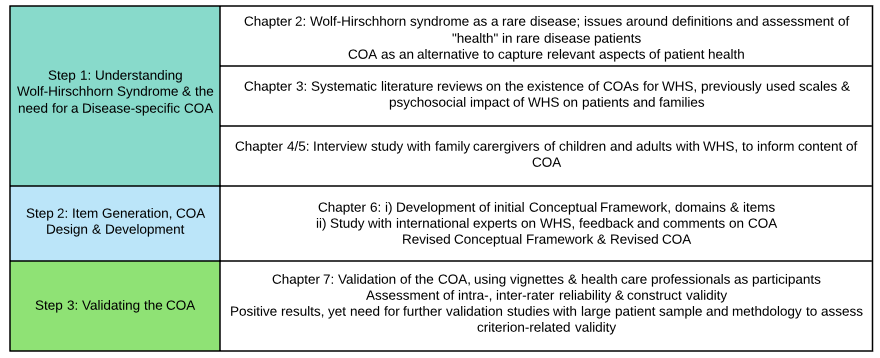 Step 1: Understanding
Wolf-Hirschhorn Syndrome & the
need for a Disease-specific COA
Chapter 2: Wolf-Hirschhorn syndrome as a rare disease; issues around definitions and assessment of
"health" in rare disease patients
COA as an alternative to capture relevant aspects of patient health
Chapter 3: Systematic literature reviews on the existence of COAs for WHS, previously used scales &
psychosocial impact of WHS on patients and families
Chapter 4/5: Interview study with family carergivers of children and adults with WHS, to inform content of
COA
Step 2: Item Generation, COA
Design & Development
Chapter 6: i) Development of initial Conceptual Framework, domains & items
ii) Study with international experts on WHS, feedback and comments on COA
Revised Conceptual Framework & Revised COA
Step 3: Validating the COA
Chapter 7: Validation of the COA, using vignettes & health care professionals as participants
Assessment of intra-, inter-rater reliability & construct validity
Positive results, yet need for further validation studies with large patient sample and methdology to assess
criterion-related validity